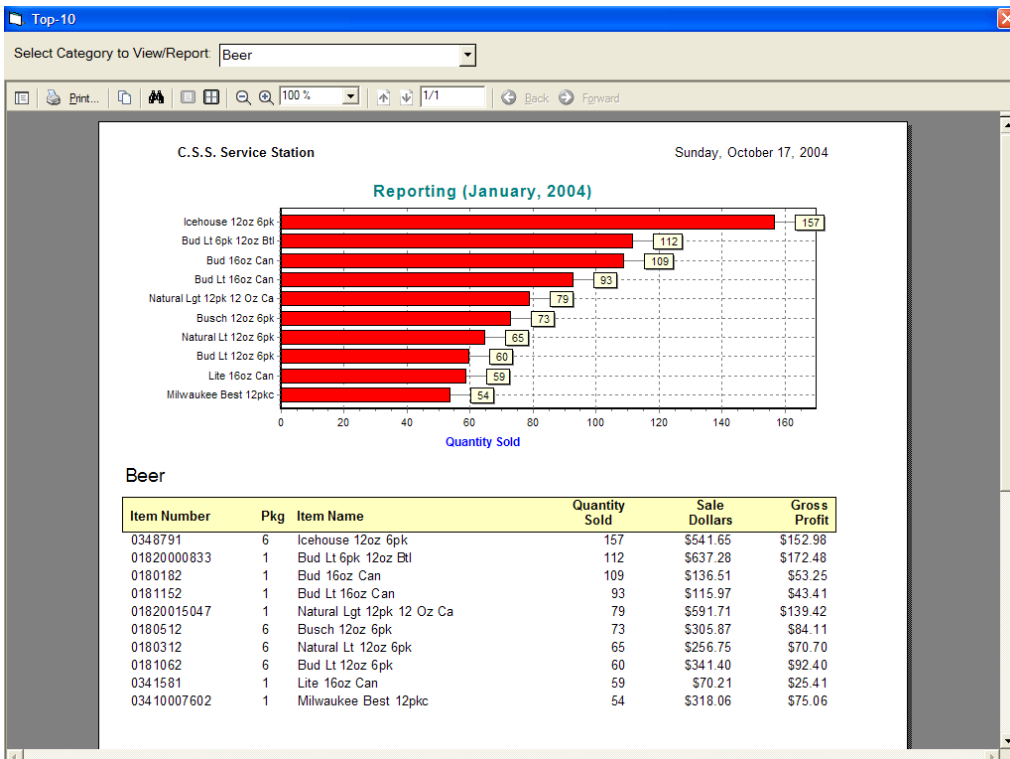 Top-10
Select Category to View/Report: Beer
Print... 100 % 1/1 Back Forward
C.S.S. Service Station Sunday, October 17, 2004
Reporting (January, 2004)
Icehouse 12oz 6pk 157
Bud Lt 6pk 12oz Btl 112
Bud 16oz Can 109
Bud Lt 16oz Can 93
Natural Lgt 12pk 12 Oz Ca 79
Busch 12oz 6pk 73
Natural Lt 12oz 6pk 65
Bud Lt 12oz 6pk 60
Lite 16oz Can 59
Milwaukee Best 12pkc 54
0 20 40 60 80 100 120 140 160
Quantity Sold
Beer
Item Number Pkg Item Name Quantity Sold Sale Dollars Gross Profit
0348791 6 Icehouse 12oz 6pk 157 $541.65 $152.98
01820000833 1 Bud Lt 6pk 12oz Btl 112 $637.28 $172.48
0180182 1 Bud 16oz Can 109 $136.51 $53.25
0181152 1 Bud Lt 16oz Can 93 $115.97 $43.41
01820015047 1 Natural Lgt 12pk 12 Oz Ca 79 $591.71 $139.42
0180512 6 Busch 12oz 6pk 73 $305.87 $84.11
0180312 6 Natural Lt 12oz 6pk 65 $256.75 $70.70
0181062 6 Bud Lt 12oz 6pk 60 $341.40 $92.40
0341581 1 Lite 16oz Can 59 $70.21 $25.41
03410007602 1 Milwaukee Best 12pkc 54 $318.06 $75.06